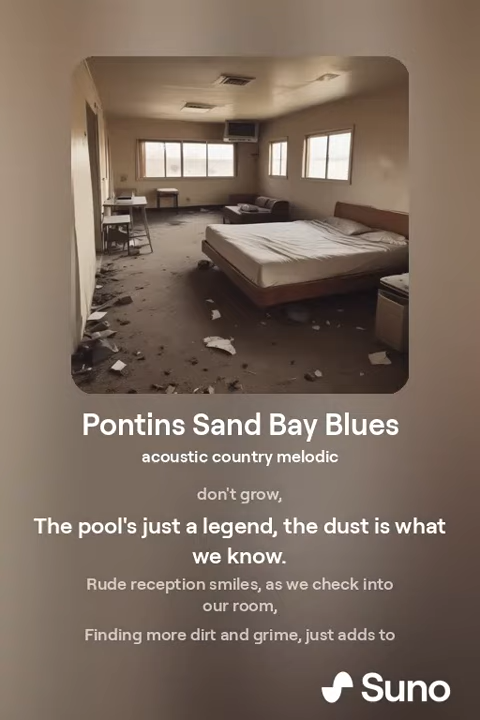 Pontins Sand Bay Blues
acoustic country melodic
don't grow,
The pool's just a legend, the dust is what
we know.
Rude reception smiles, as we check into
our room,
Finding more dirt and grime, just adds to
Suno